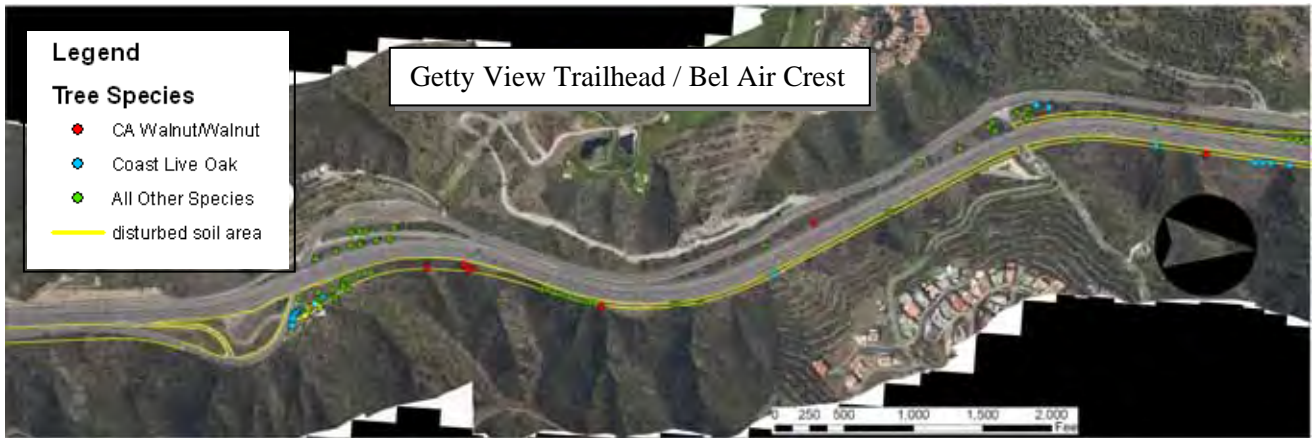 Legend
Tree Species
CA Walnut/Walnut
Coast Live Oak
All Other Species
disturbed soil area
Getty View Trailhead / Bel Air Crest
0 250 500 1,000 1,500 2,000
Fee